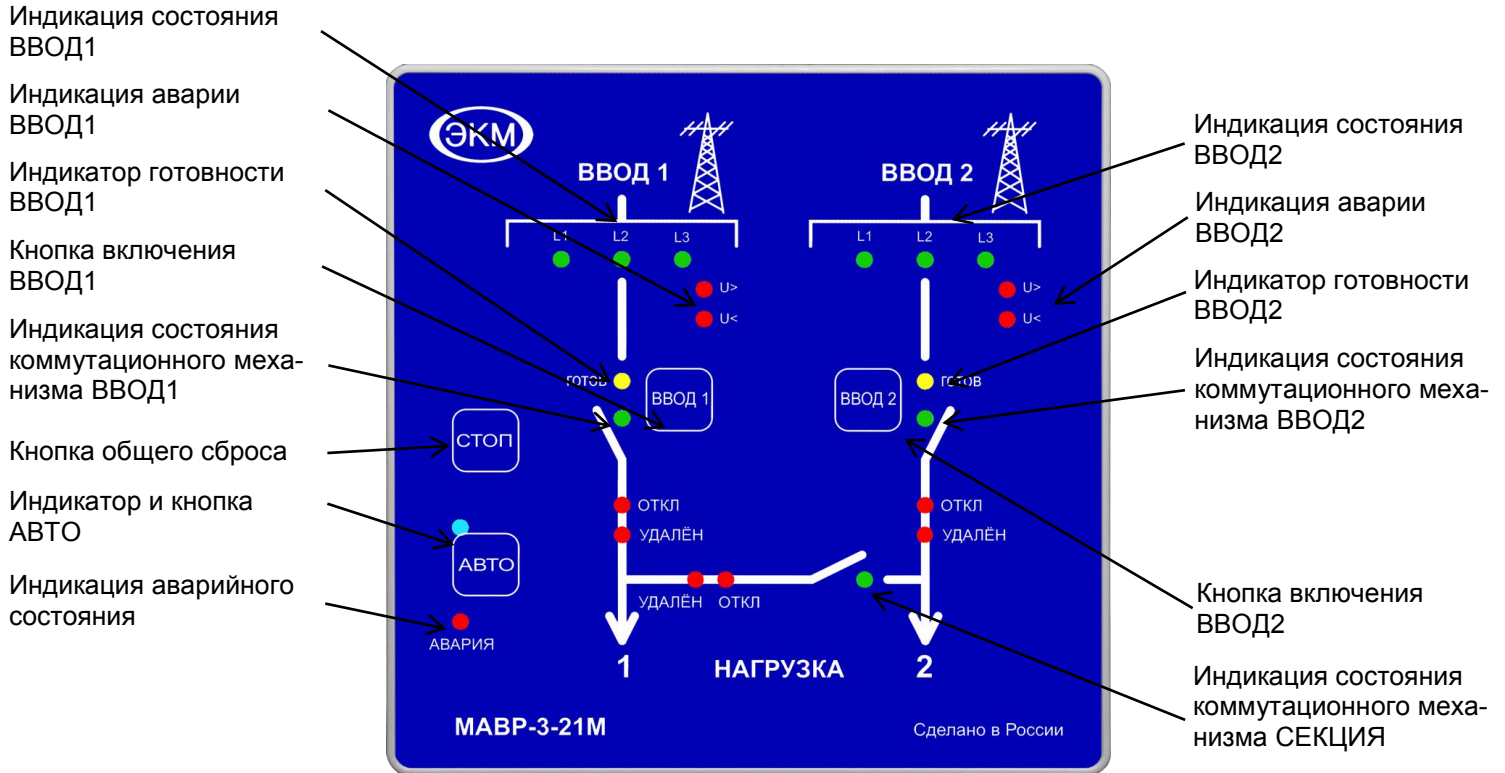 Индикация состояния
ВВОД1
Индикация аварии
ВВОД1
Индикатор готовности
ВВОД1
Кнопка включения
ВВОД1
Индикация состояния
коммутационного меха-
низма ВВОД1
Кнопка общего сброса
Индикатор и кнопка
АВТО
Индикация аварийного
состояния
ЭКМ
ВВОД 1
ВВОД 2
L1 L2 L3
L1 L2 L3
U>
U<
U>
U<
ГОТОВ
ВВОД 1
ВВОД 2
ГОТОВ
СТОП
ОТКЛ
УДАЛЁН
ОТКЛ
УДАЛЁН
АВТО
УДАЛЁН ОТКЛ
АВАРИЯ
1 НАГРУЗКА 2
МАВР-3-21М
Сделано в России
Индикация состояния
ВВОД2
Индикация аварии
ВВОД2
Индикатор готовности
ВВОД2
Индикация состояния
коммутационного меха-
низма ВВОД2
Кнопка включения
ВВОД2
Индикация состояния
коммутационного меха-
низма СЕКЦИЯ